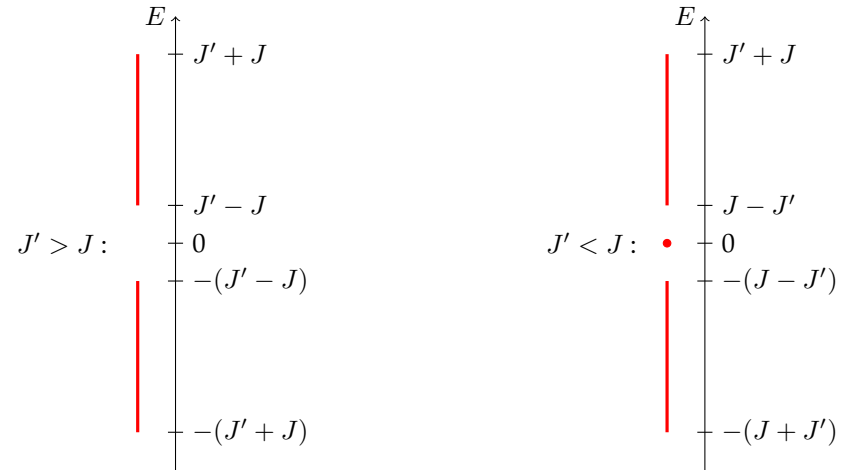 E
J′ + J
J′ − J
J′ > J :
0
−(J′ − J)
−(J′ + J)
E
J′ + J
J − J′
J′ < J :
0
−(J − J′)
−(J + J′)